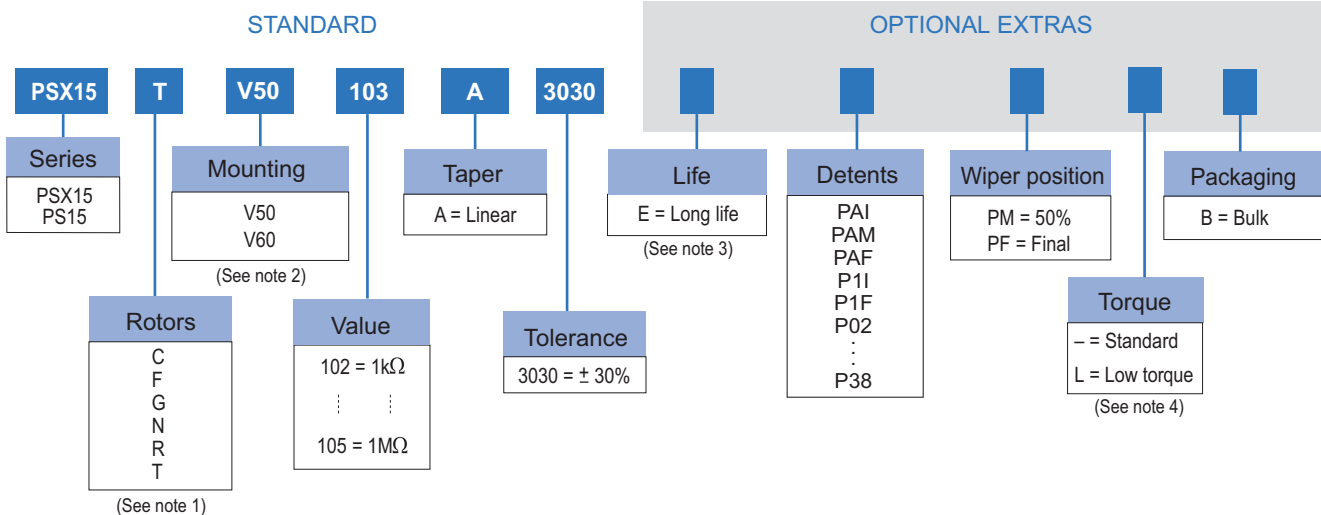 STANDARD
OPTIONAL EXTRAS
PSX15 T V50 103 A 3030
Series
PSX15
PS15
Mounting
V50
V60
(See note 2)
Taper
A = Linear
Life
E = Long life
(See note 3)
Detents
PAI
PAM
PAF
P1I
P1F
P02
:
:
P38
Wiper position
PM = 50%
PF = Final
Packaging
B = Bulk
Rotors
C
F
G
N
R
T
(See note 1)
Value
102 = 1kΩ
105 = 1MΩ
Tolerance
3030 = ± 30%
Torque
– = Standard
L = Low torque
(See note 4)